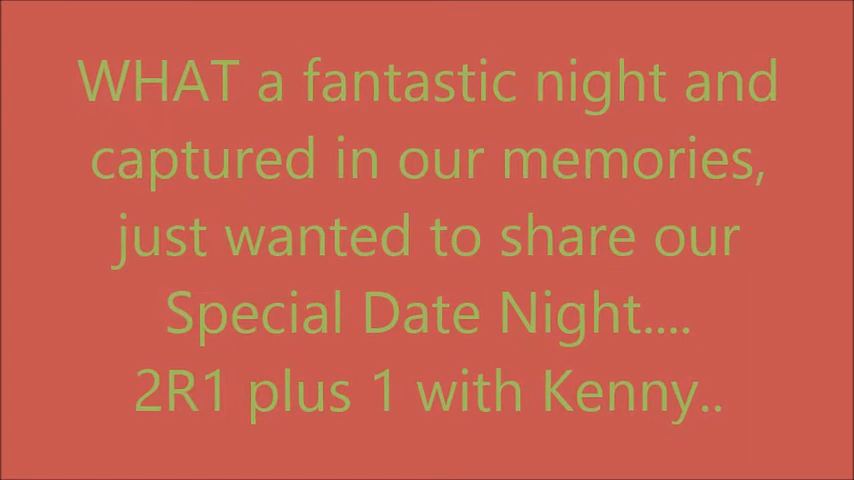 WHAT a fantastic night and
captured in our memories,
just wanted to share our
Special Date Night....
2R1 plus 1 with Kenny..